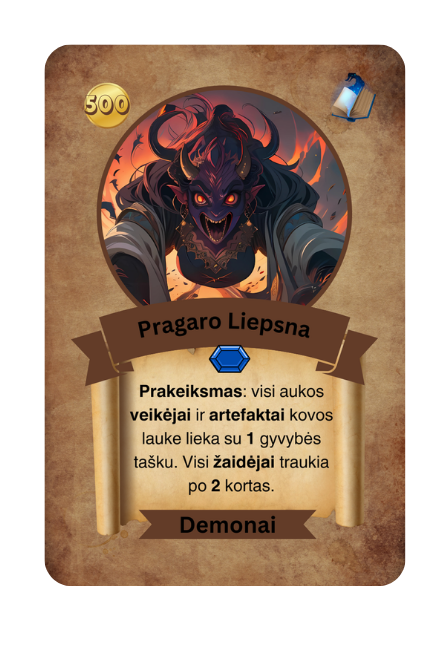 500
Pragaro Liepsna
Prakeiksmas: visi aukos
veikėjai ir artefaktai kovos
lauke lieka su 1 gyvybės
tašku. Visi žaidėjai traukia
po 2 kortas.
Demonai